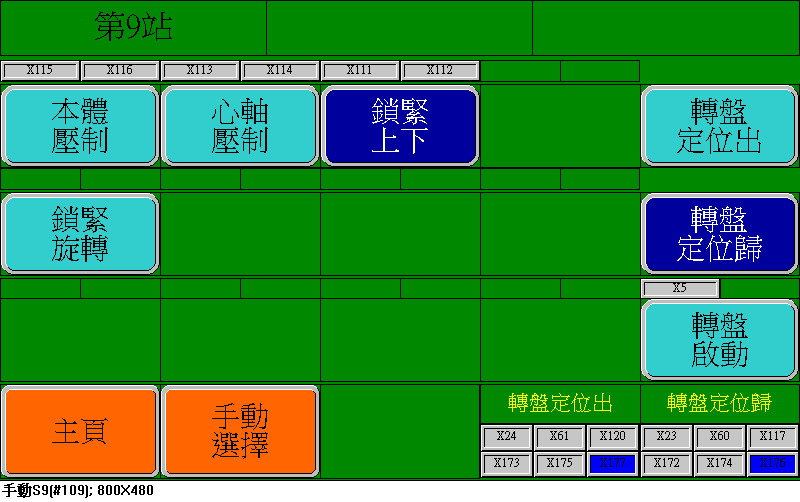 第9站
X115 X116 X113 X114 X111 X112
本體
壓制
心軸
壓制
鎖緊
上下
轉盤
定位出
鎖緊
旋轉
轉盤
定位歸
X5
轉盤
啟動
主頁
手動
選擇
轉盤定位出
轉盤定位歸
X24 X61 X120 X23 X60 X117
X173 X175 X177 X172 X174 X176
手動S9(#109); 800X480